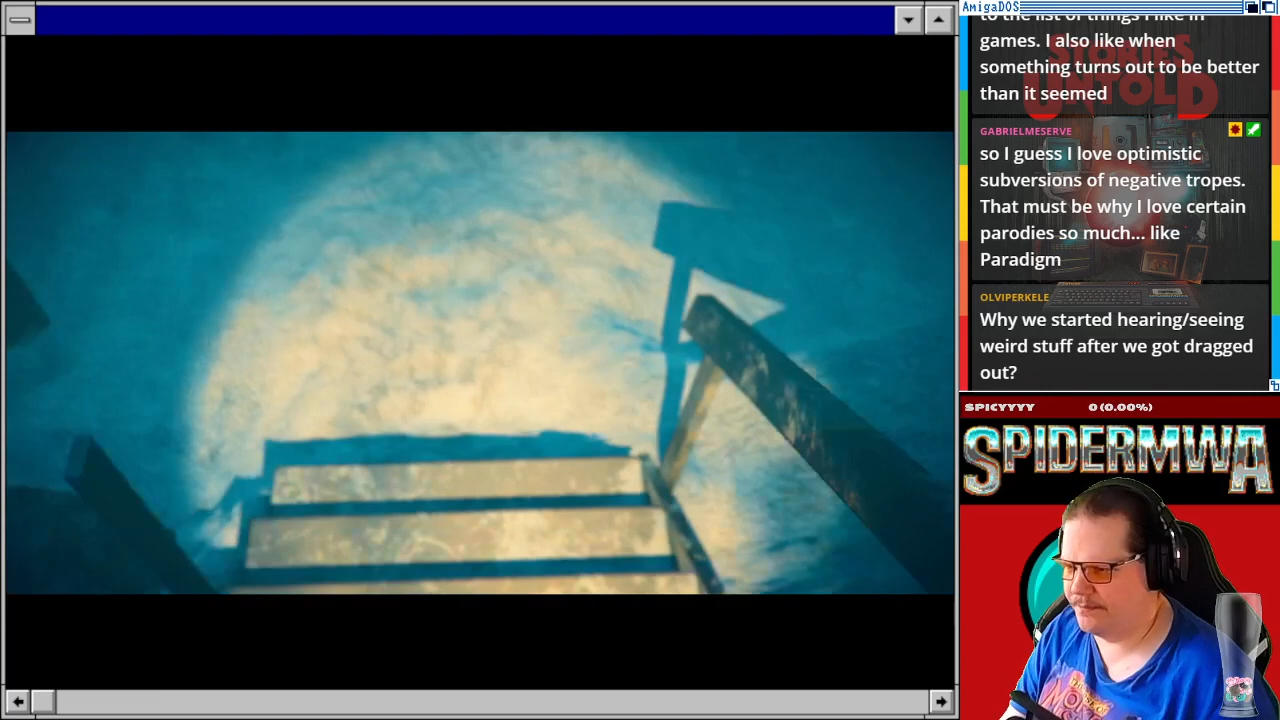 AmigaDOS
to the list of things I like in
games. I also like when
something turns out to be better
than it seemed
STORIES
UNTOLD
GABRIELMESERVE
so I guess I love optimistic
subversions of negative tropes.
That must be why I love certain
parodies so much... like
Paradigm
OLVIPERKELE
Why we started hearing/seeing
weird stuff after we got dragged
out?
SPICYYYY 0 (0.00%)
SPIDERMWA